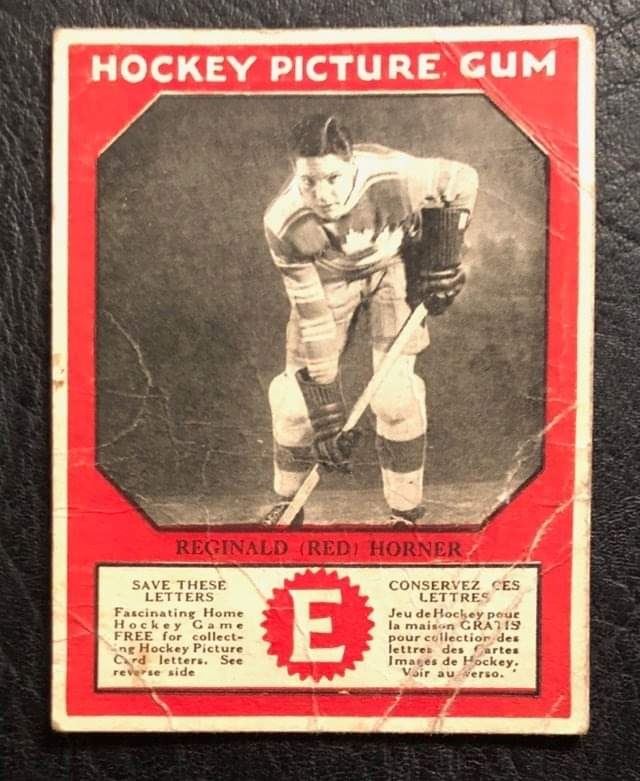 HOCKEY PICTURE GUM
REGINALD (RED) HORNER
SAVE THESE
LETTERS
Fascinating Home
Hockey Game
FREE for collect-
ing Hockey Picture
Card letters. See
reverse side
E
CONSERVEZ CES
LETTRES
Jeu de Hockey pour
la maison GRATIS
pour collection des
lettres des Cartes
Images de Hockey.
Voir au verso.